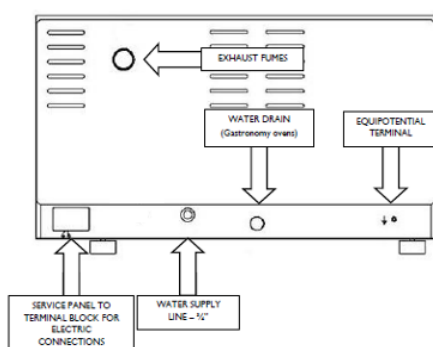 EXHAUST FUMES
WATER DRAIN
(Gastronomy ovens)
EQUIPOTENTIAL
TERMINAL
SERVICE PANEL TO
TERMINAL BLOCK FOR
ELECTRIC
CONNECTIONS
WATER SUPPLY
LINE – ¾"